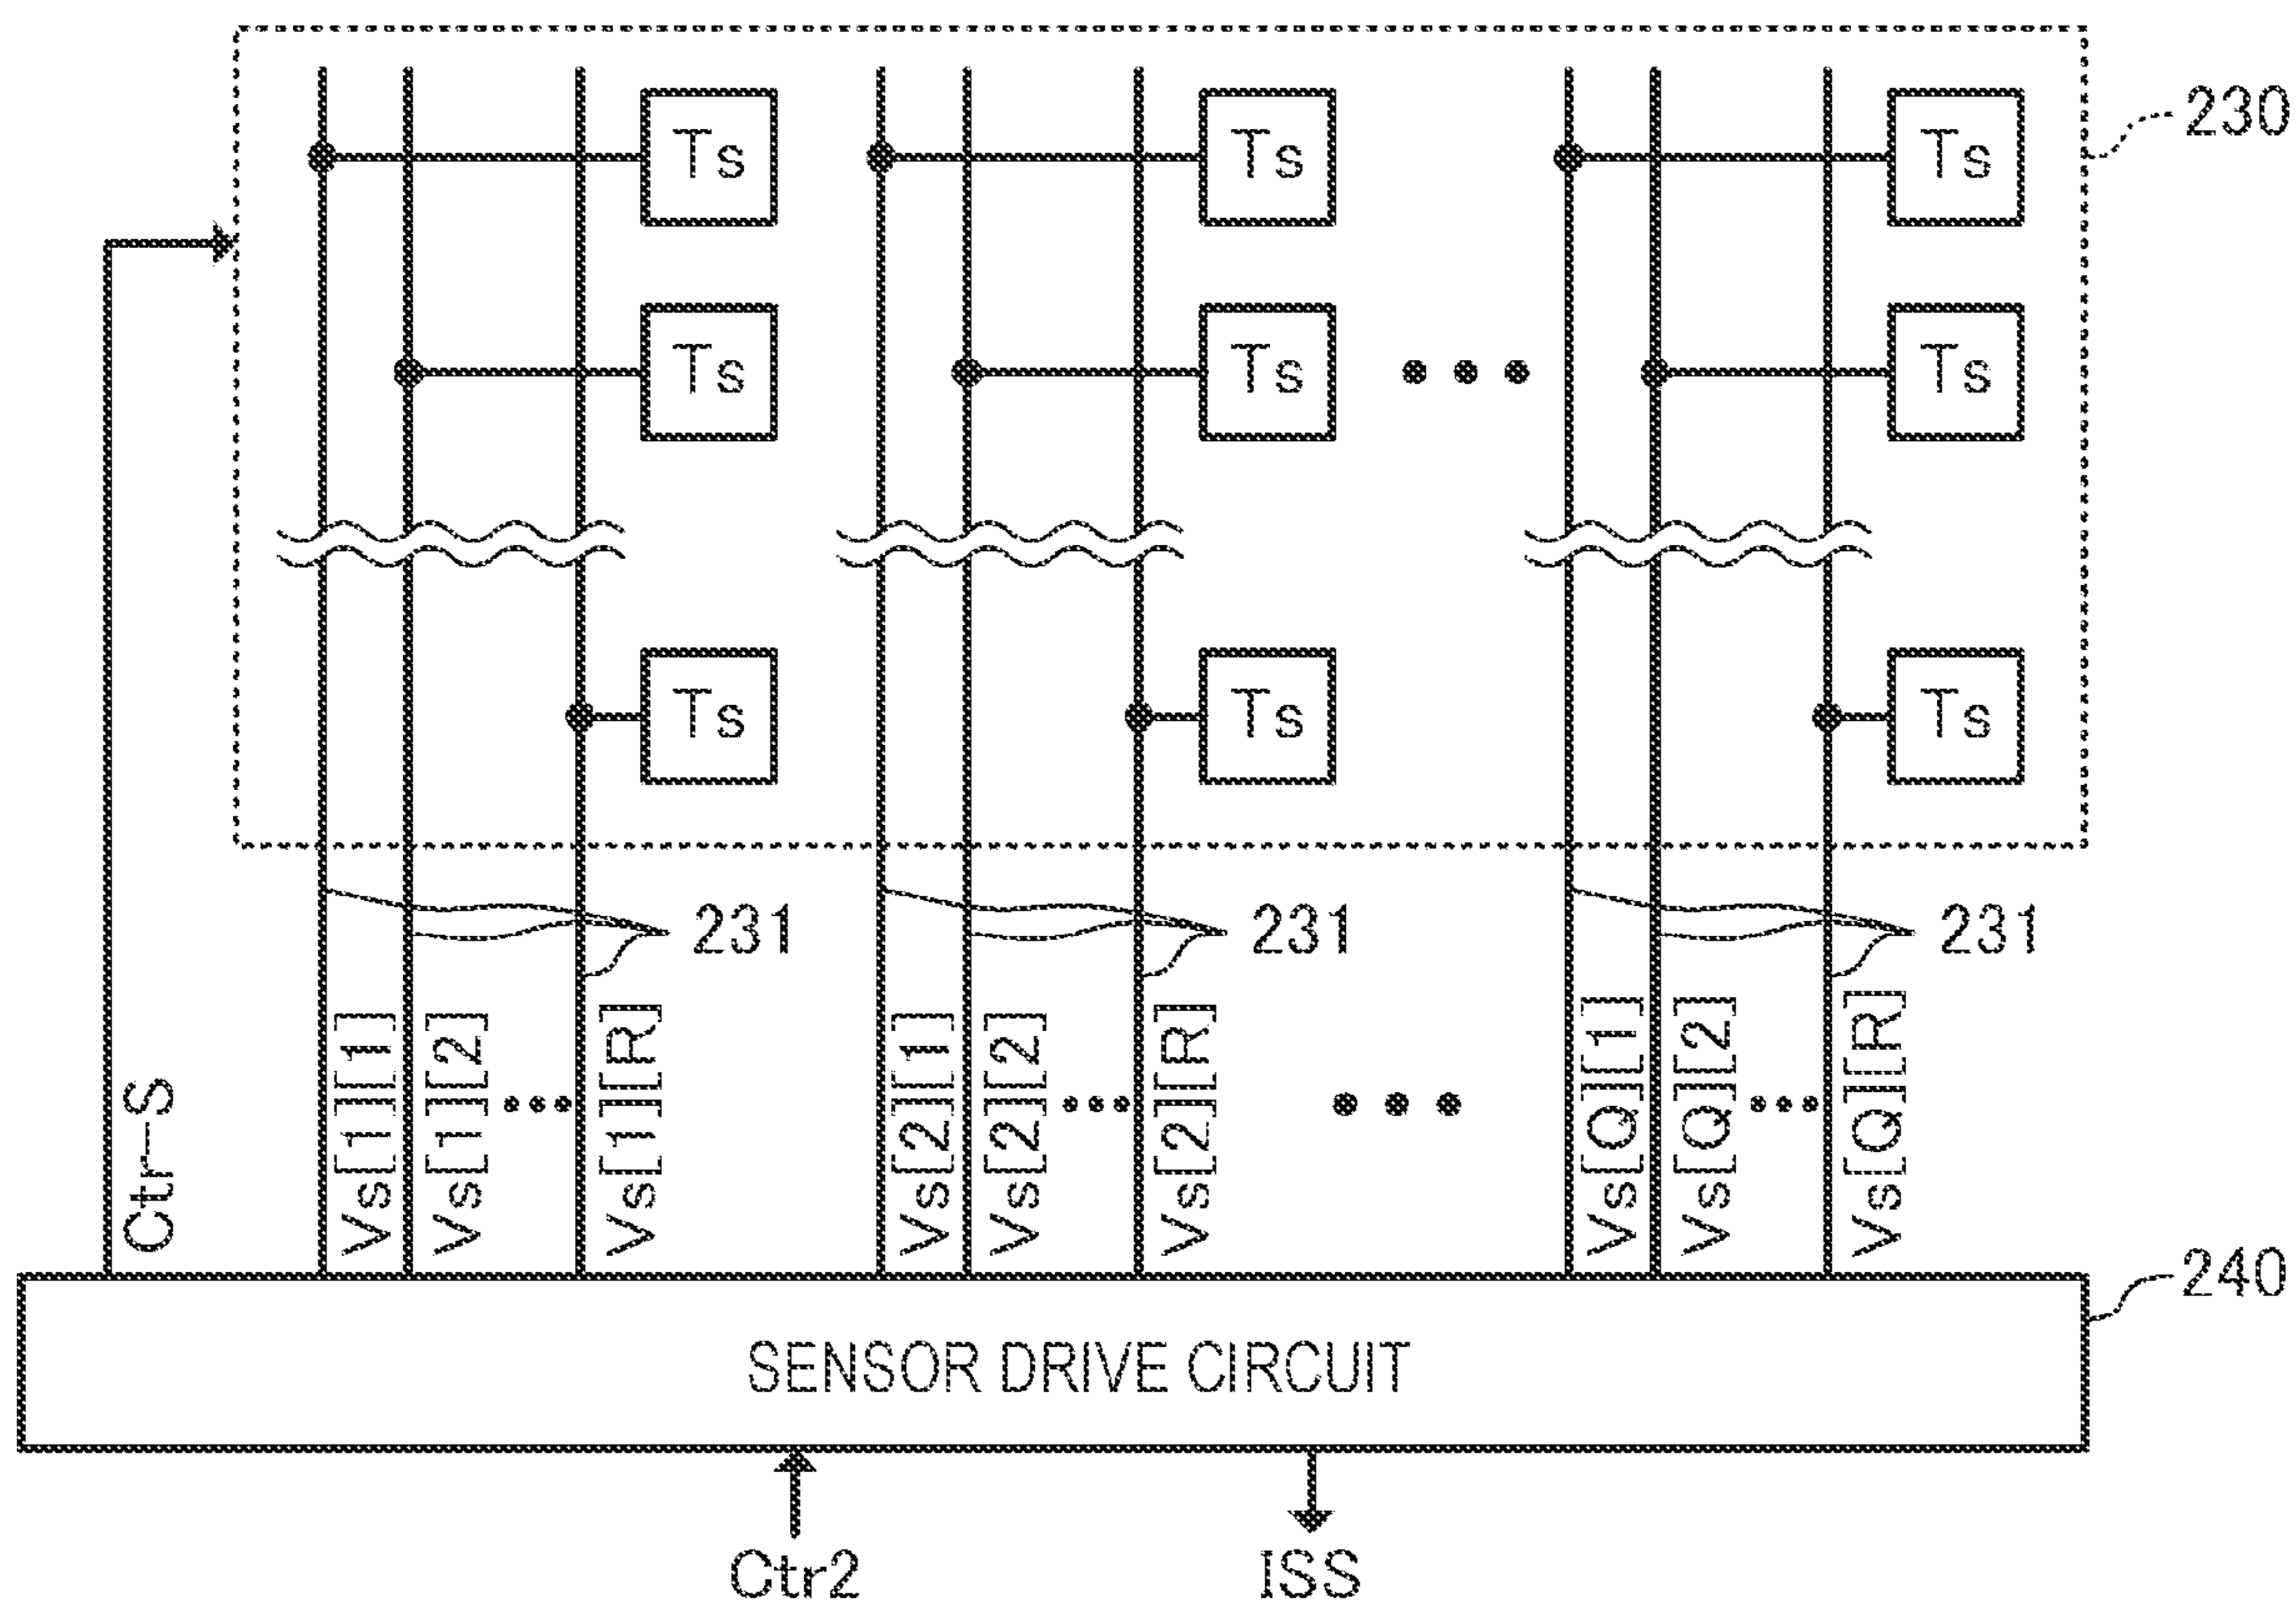 Ts Ts Ts
230
Ts Ts Ts
Ts Ts Ts
231 231 231
Ctr-S
Vs[1][1]
Vs[1][2]
Vs[1][R]
Vs[2][1]
Vs[2][2]
Vs[2][R]
Vs[Q][1]
Vs[Q][2]
Vs[Q][R]
240
SENSOR DRIVE CIRCUIT
Ctr2 ISS